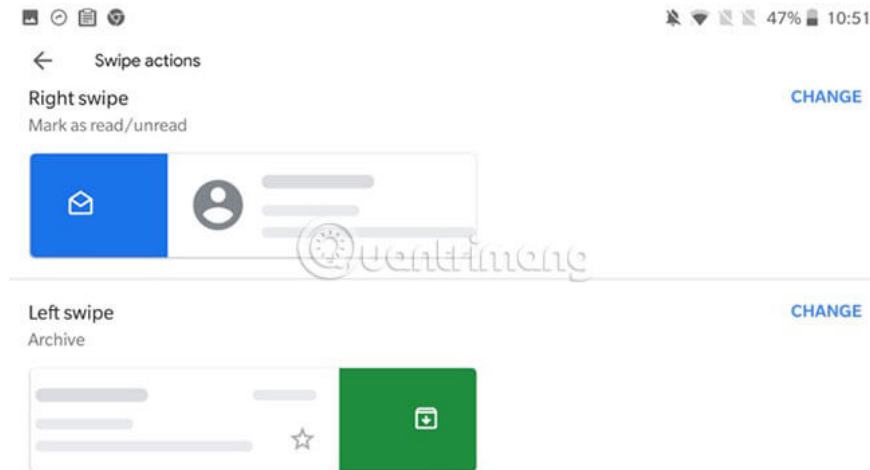 47% 10:51
Swipe actions
Right swipe
CHANGE
Mark as read/unread
Quantrimang
Left swipe
CHANGE
Archive